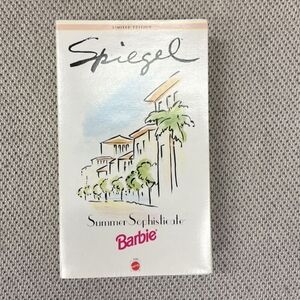 LIMITED EDITION
Spiegel
Summer Sophisticate
Barbie